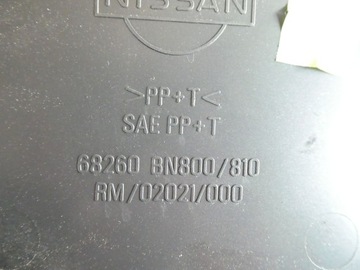 NISSAN
>PP+T<
SAE PP+T
68260 BN800/810
RM/02021/000